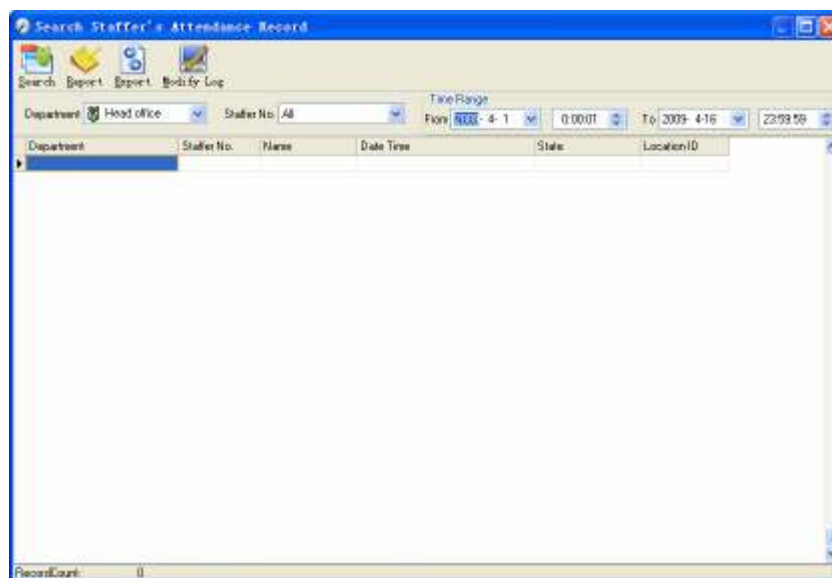 Search Staffer's Attendance Record
Search Report Export Modify Log
Time Range
Department Head office Staffer No. All From 2009- 4- 1 0:00:01 To 2009- 4-16 23:59:59
Department Staffer No. Name Date Time State Location ID
RecordCount: 0